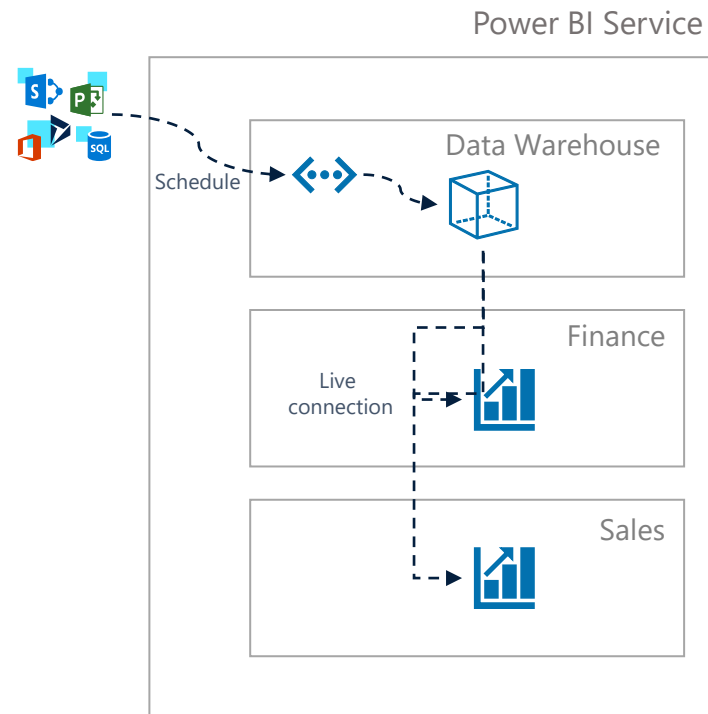 Power BI Service
S
P
SQL
Data Warehouse
Schedule
Finance
Live
connection
Sales